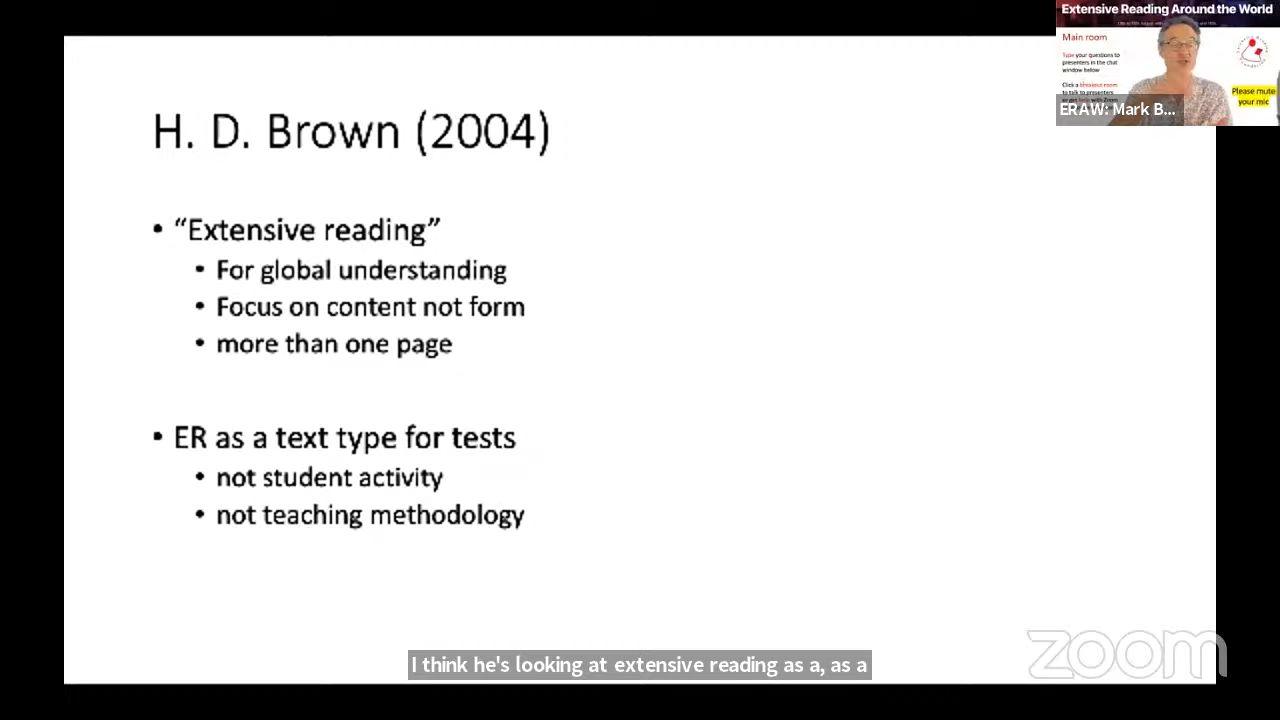 Extensive Reading Around the World
Main room
Type your questions to
presenters in the chat
window below
Click a breakout room
to talk to presenters
Please mute
your mic
ERAW: Mark B...
H. D. Brown (2004)
• “Extensive reading”
• For global understanding
• Focus on content not form
• more than one page
• ER as a text type for tests
• not student activity
• not teaching methodology
I think he's looking at extensive reading as a, as a
zoom